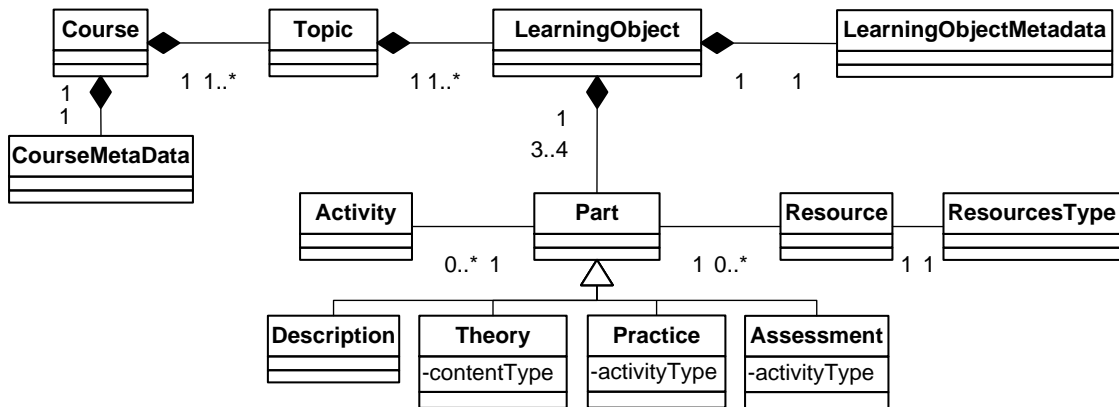 Course
Topic
LearningObject
LearningObjectMetadata
1 1..*
1 1..*
1 1
1
1
CourseMetaData
1
3..4
Activity
Part
Resource
ResourcesType
0..* 1
1 0..*
1 1
Description
Theory
Practice
Assessment
-contentType
-activityType
-activityType